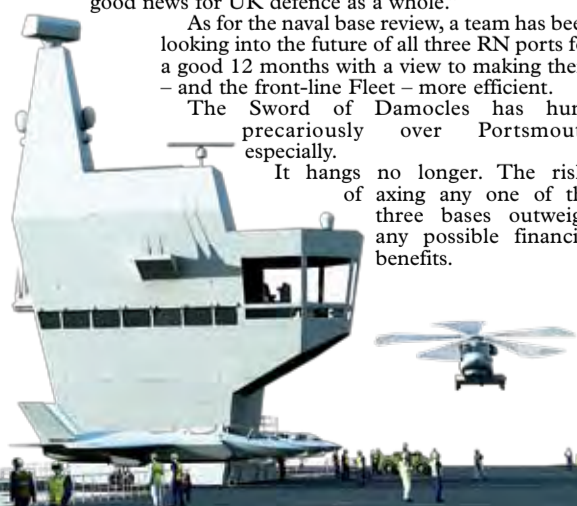 good news for UK defence as a whole.
As for the naval base review, a team has bee
looking into the future of all three RN ports fo
a good 12 months with a view to making the
– and the front-line Fleet – more efficient.
The Sword of Damocles has hun
precariously over Portsmout
especially.
It hangs no longer. The risk
of axing any one of th
three bases outweig
any possible financi
benefits.